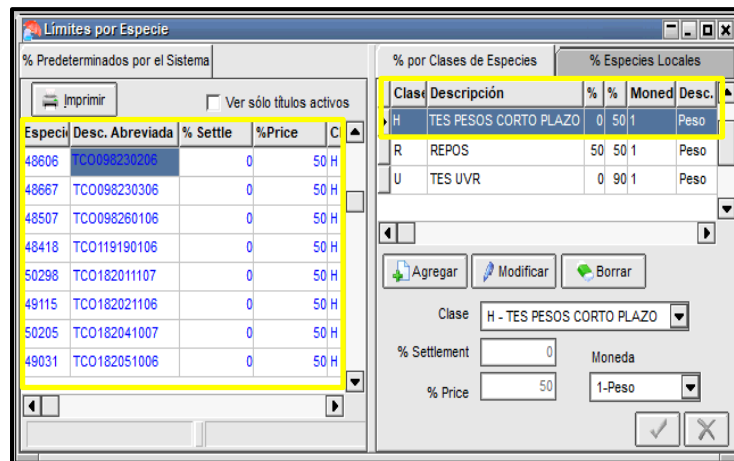 Límites por Especie
% Predeterminados por el Sistema
Imprimir
Ver sólo títulos activos
Especie Desc. Abreviada % Settle %Price Cl
48606 TCO098230206 0 50 H
48667 TCO098230306 0 50 H
48507 TCO098260106 0 50 H
48418 TCO119190106 0 50 H
50298 TCO182011107 0 50 H
49115 TCO182021106 0 50 H
50205 TCO182041007 0 50 H
49031 TCO182051006 0 50 H
% por Clases de Especies % Especies Locales
Clase Descripción % % Moned Desc.
H TES PESOS CORTO PLAZO 0 50 1 Peso
R REPOS 50 50 1 Peso
U TES UVR 0 90 1 Peso
Agregar Modificar Borrar
Clase H - TES PESOS CORTO PLAZO
% Settlement 0 Moneda
% Price 50 1-Peso